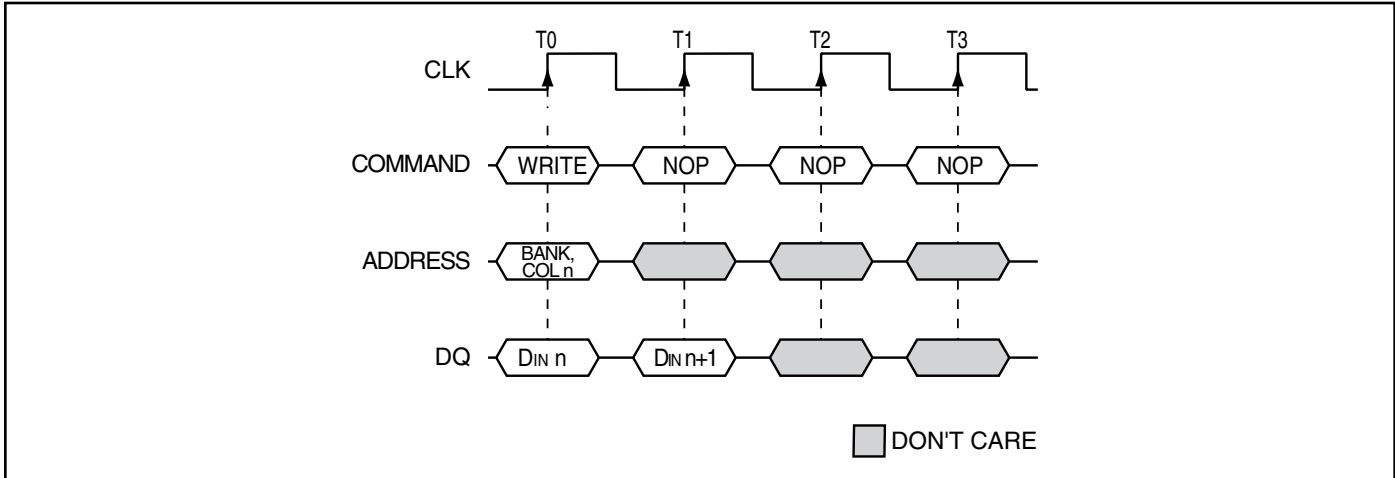 T0 T1 T2 T3
CLK
COMMAND WRITE NOP NOP NOP
ADDRESS BANK,
COL n
DQ DIN n DIN n+1
DON'T CARE